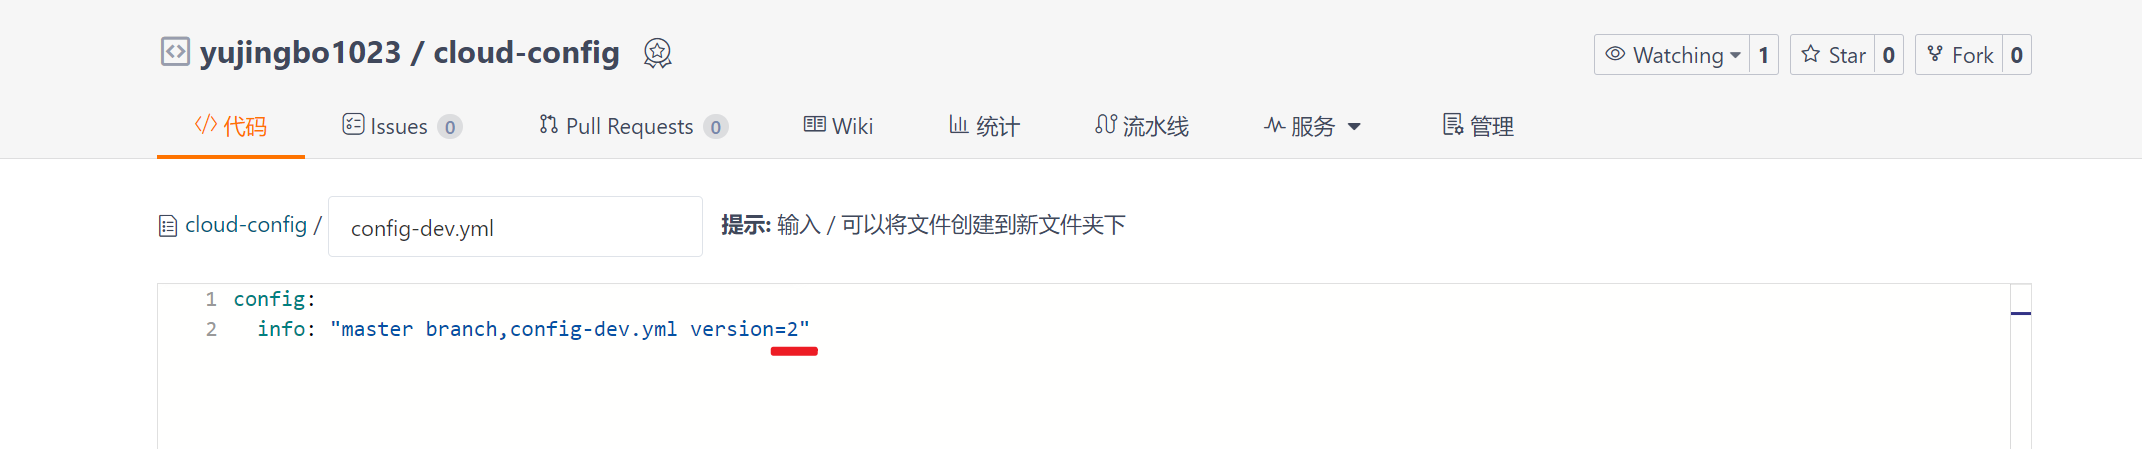 yujingbo1023 / cloud-config
Watching 1 Star 0 Fork 0
代码 Issues 0 Pull Requests 0 Wiki 统计 流水线 服务 管理
cloud-config / config-dev.yml 提示: 输入 / 可以将文件创建到新文件夹下
1 config:
2 info: "master branch,config-dev.yml version=2"